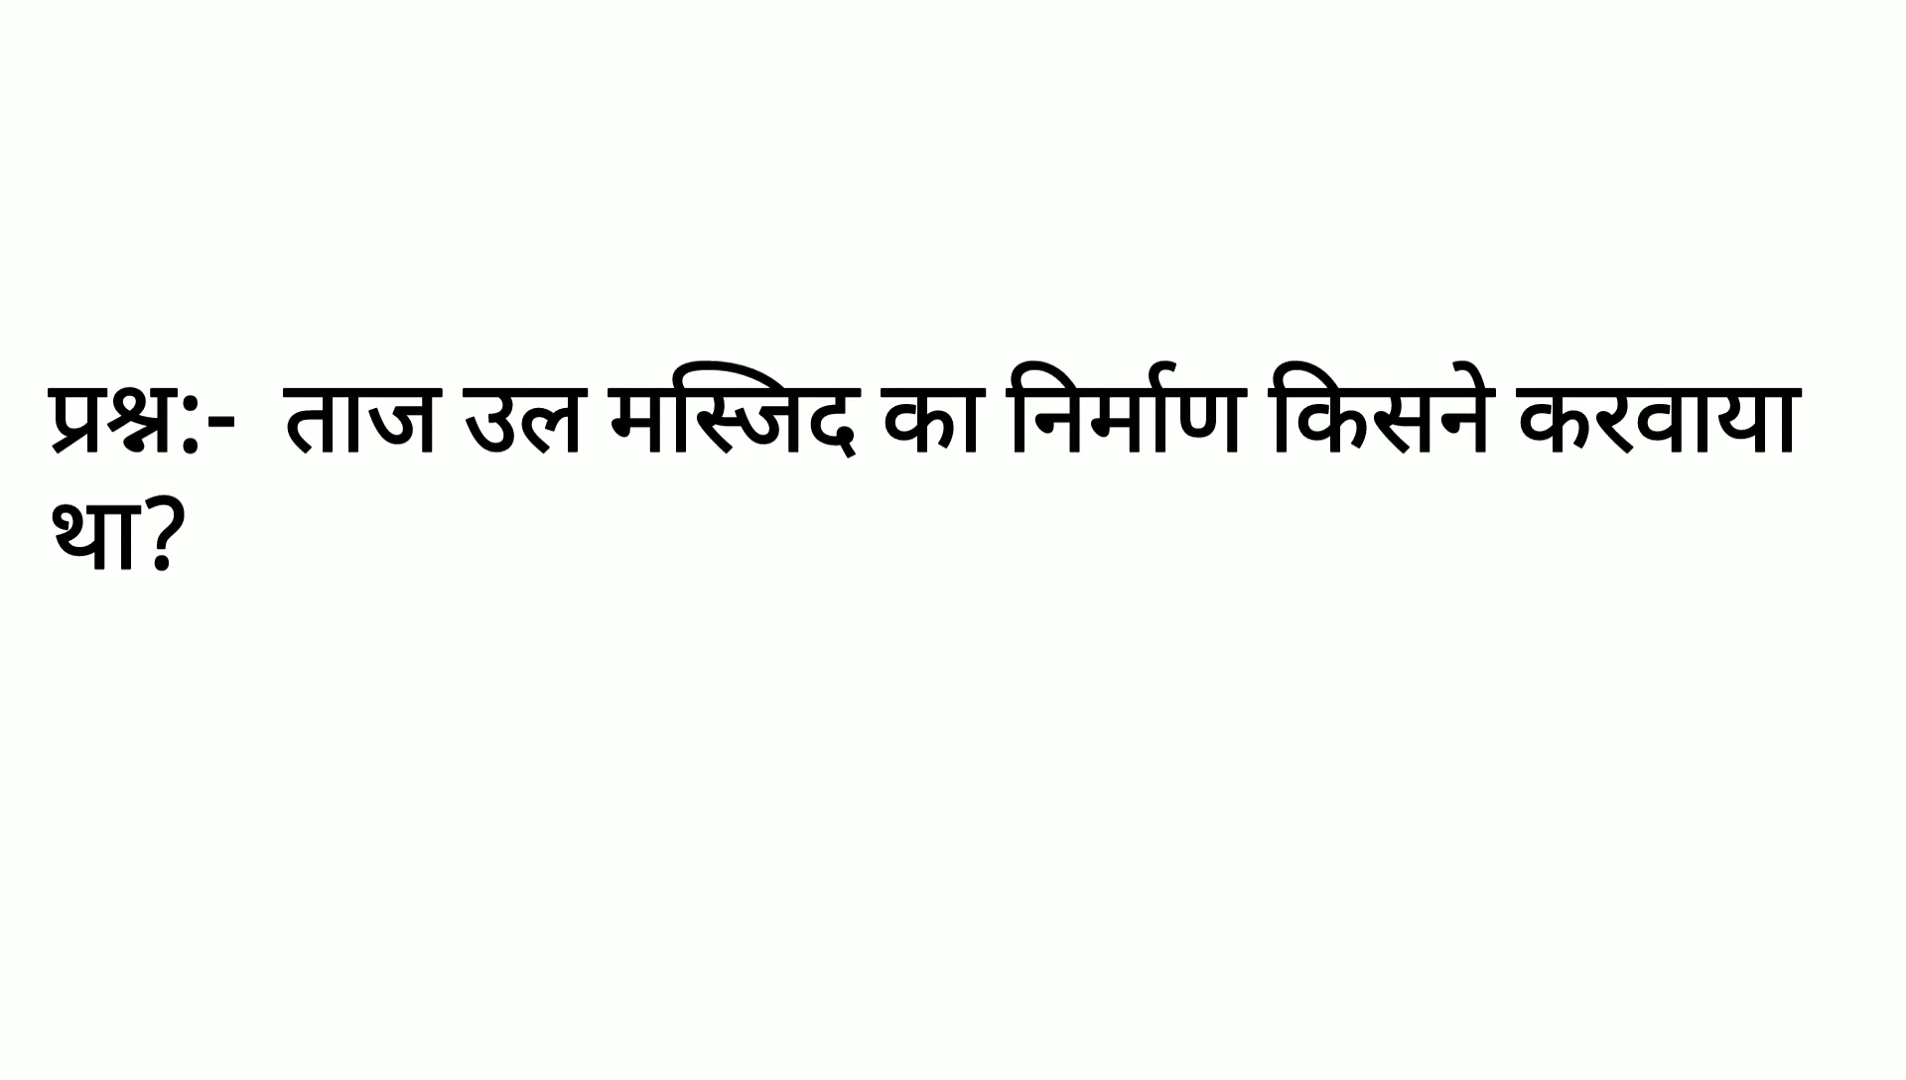 प्रश्न:-  ताज उल मस्जिद का निर्माण किसने करवाया
था?